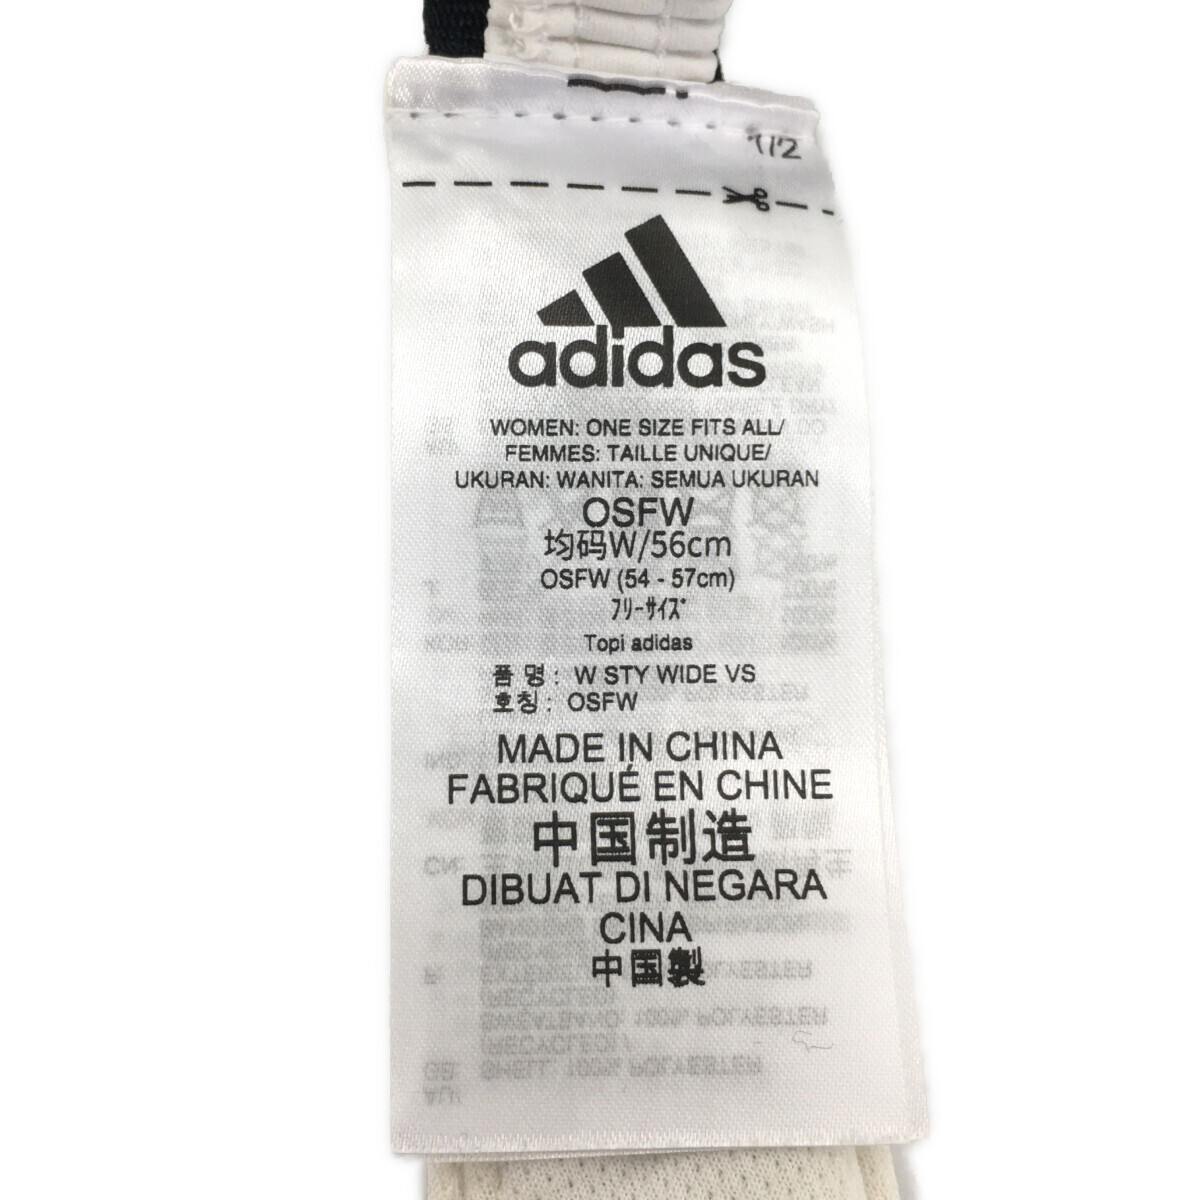 1/2
adidas
WOMEN: ONE SIZE FITS ALL/
FEMMES: TAILLE UNIQUE/
UKURAN: WANITA: SEMUA UKURAN
OSFW
均码W/56cm
OSFW (54 - 57cm)
ﾌﾘｰｻｲｽﾞ
Topi adidas
품 명 : W STY WIDE VS
호칭 : OSFW
MADE IN CHINA
FABRIQUÉ EN CHINE
中国制造
DIBUAT DI NEGARA
CINA
中国製